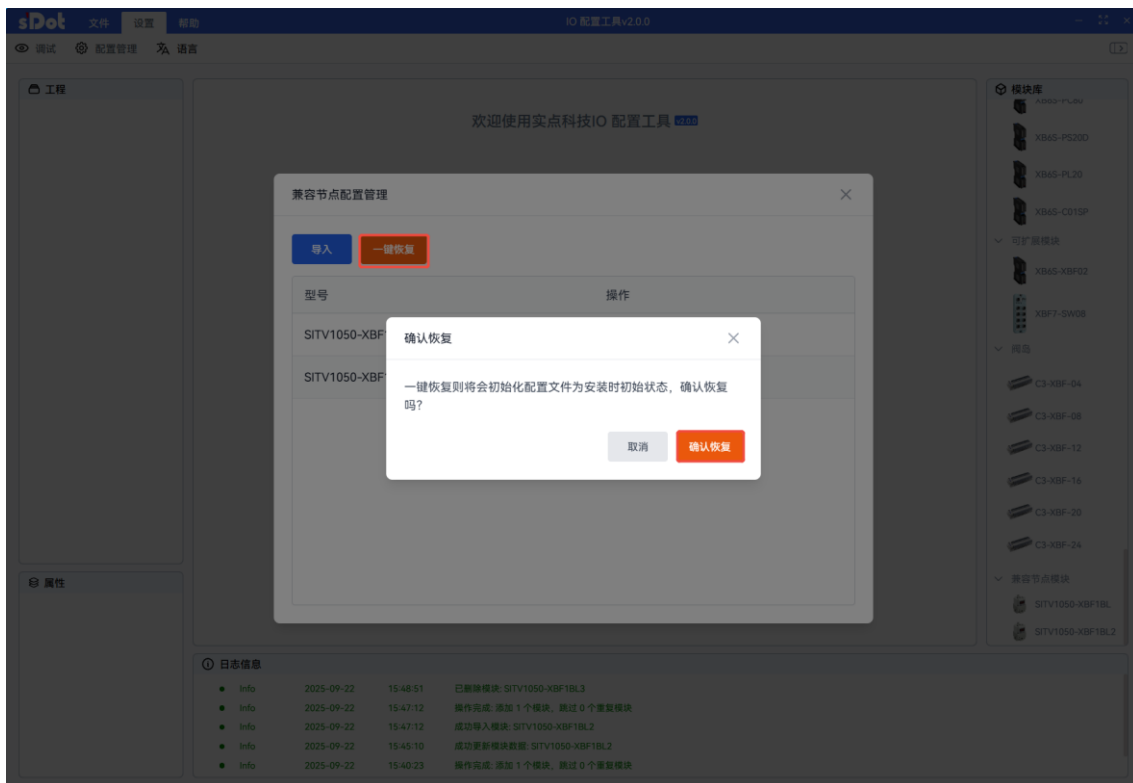 sDot 文件 设置 帮助 IO 配置工具v2.0.0
调试 配置管理 语言
工程
欢迎使用实点科技IO 配置工具 v2.0.0
兼容节点配置管理
导入 一键恢复
型号 操作
SITV1050-XBF
SITV1050-XBF
确认恢复
一键恢复则将会初始化配置文件为安装时初始状态，确认恢复
吗？
取消 确认恢复
模块库
XB6S-PS20D
XB6S-PL20
XB6S-C01SP
可扩展模块
XB6S-XBF02
XBF7-SW08
阀岛
C3-XBF-04
C3-XBF-08
C3-XBF-12
C3-XBF-16
C3-XBF-20
C3-XBF-24
兼容节点模块
SITV1050-XBF1BL
SITV1050-XBF1BL2
属性
日志信息
Info 2025-09-22 15:48:51 已删除模块: SITV1050-XBF1BL3
Info 2025-09-22 15:47:12 操作完成: 添加 1 个模块，跳过 0 个重复模块
Info 2025-09-22 15:47:12 成功导入模块: SITV1050-XBF1BL2
Info 2025-09-22 15:45:10 成功更新模块数据: SITV1050-XBF1BL2
Info 2025-09-22 15:40:23 操作完成: 添加 1 个模块，跳过 0 个重复模块